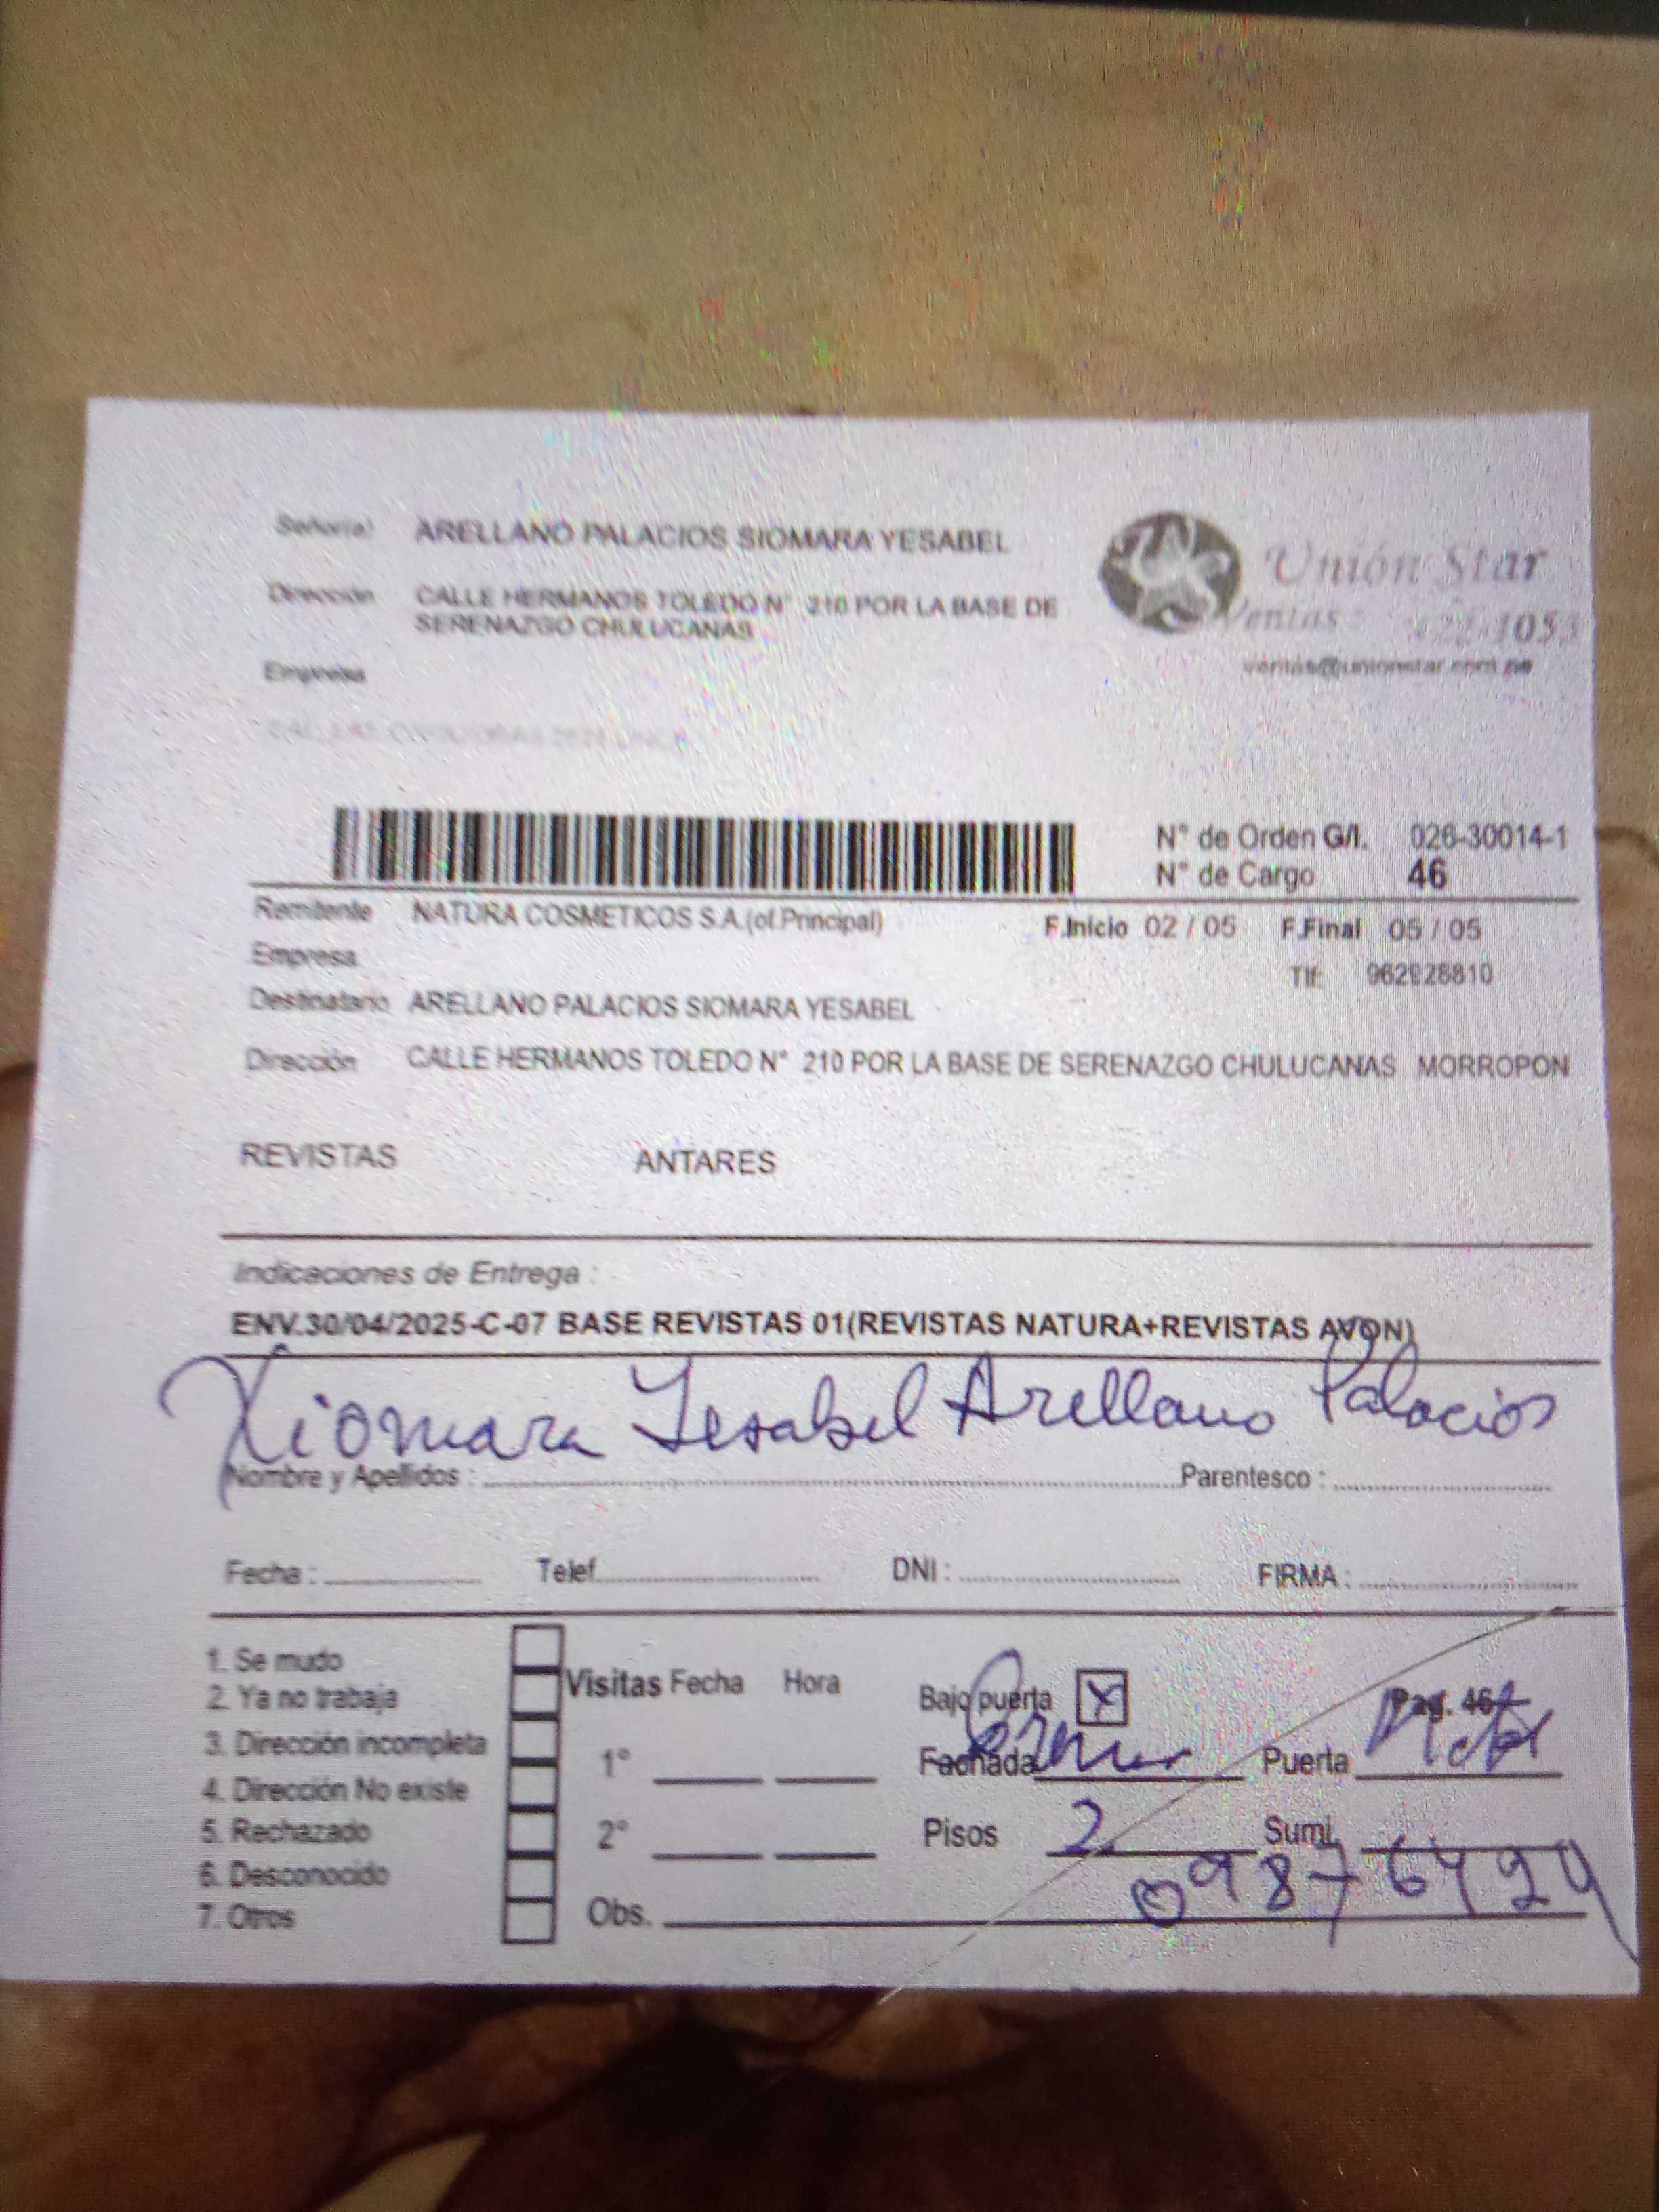 Señor(a) ARELLANO PALACIOS SIOMARA YESABEL
Unión Star
Dirección CALLE HERMANOS TOLEDO N° 210 POR LA BASE DE
SERENAZGO CHULUCANAS
Ventas: 1053
ventas@unionstar.com.pe
Empresa
N° de Orden G/I. 026-30014-1
N° de Cargo 46
Remitente NATURA COSMETICOS S.A.(of.Principal) F.Inicio 02 / 05 F.Final 05 / 05
Empresa
Tlf: 962928810
Destinatario ARELLANO PALACIOS SIOMARA YESABEL
Dirección CALLE HERMANOS TOLEDO N° 210 POR LA BASE DE SERENAZGO CHULUCANAS MORROPON
REVISTAS ANTARES
Indicaciones de Entrega :
ENV.30/04/2025-C-07 BASE REVISTAS 01(REVISTAS NATURA+REVISTAS AVON)
Xiomara Yesabel Arellano Palacios
Nombre y Apellidos : Parentesco :
Fecha : Telef. DNI : FIRMA :
1. Se mudo
2. Ya no trabaja
3. Dirección incompleta
4. Dirección No existe
5. Rechazado
6. Desconocido
7. Otros
Visitas Fecha Hora
1°
2°
Obs.
Bajo puerta X Pag. 46
Fachada Puerta
Pisos 2 Sumi.